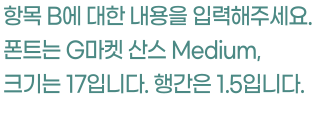 항목 B에 대한 내용을 입력해주세요.
폰트는 G마켓 산스 Medium,
크기는 17입니다. 행간은 1.5입니다.